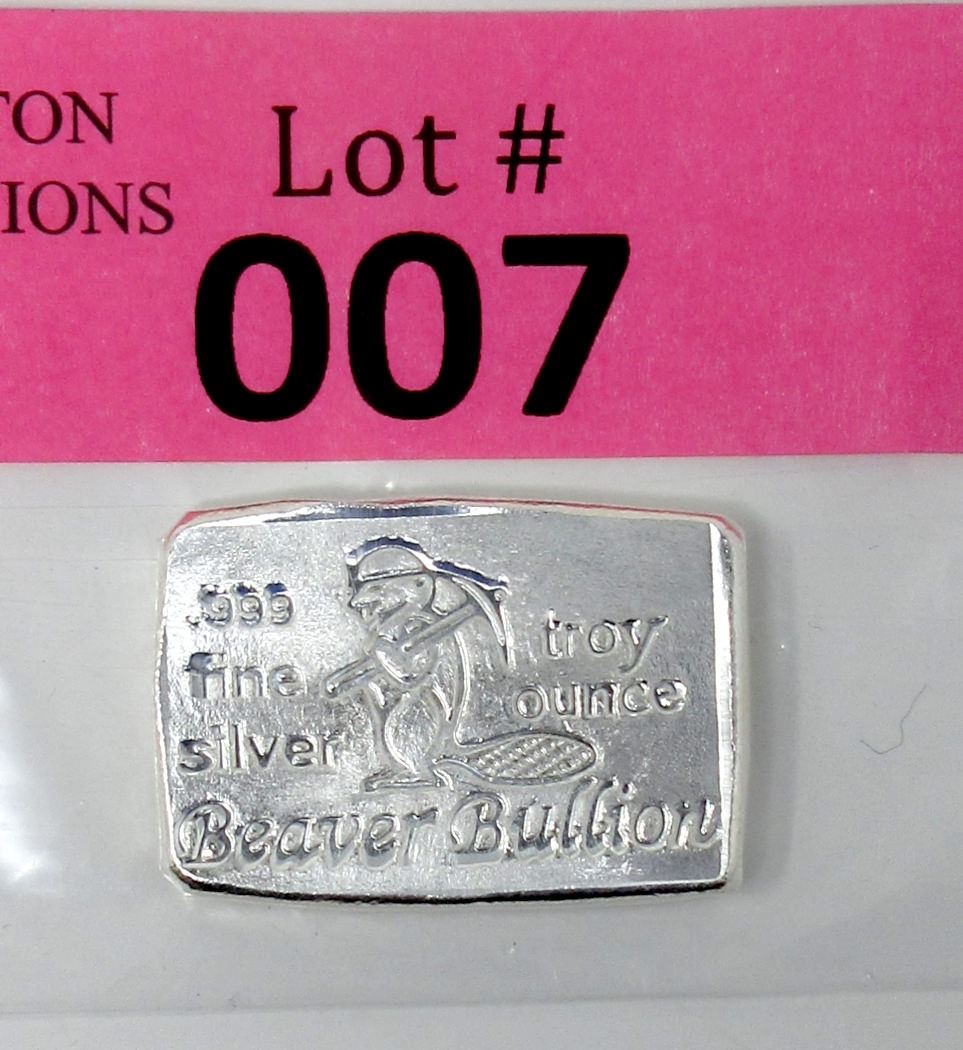 TON
IONS
Lot #
007
.999
fine
silver
troy
ounce
Beaver Bullion